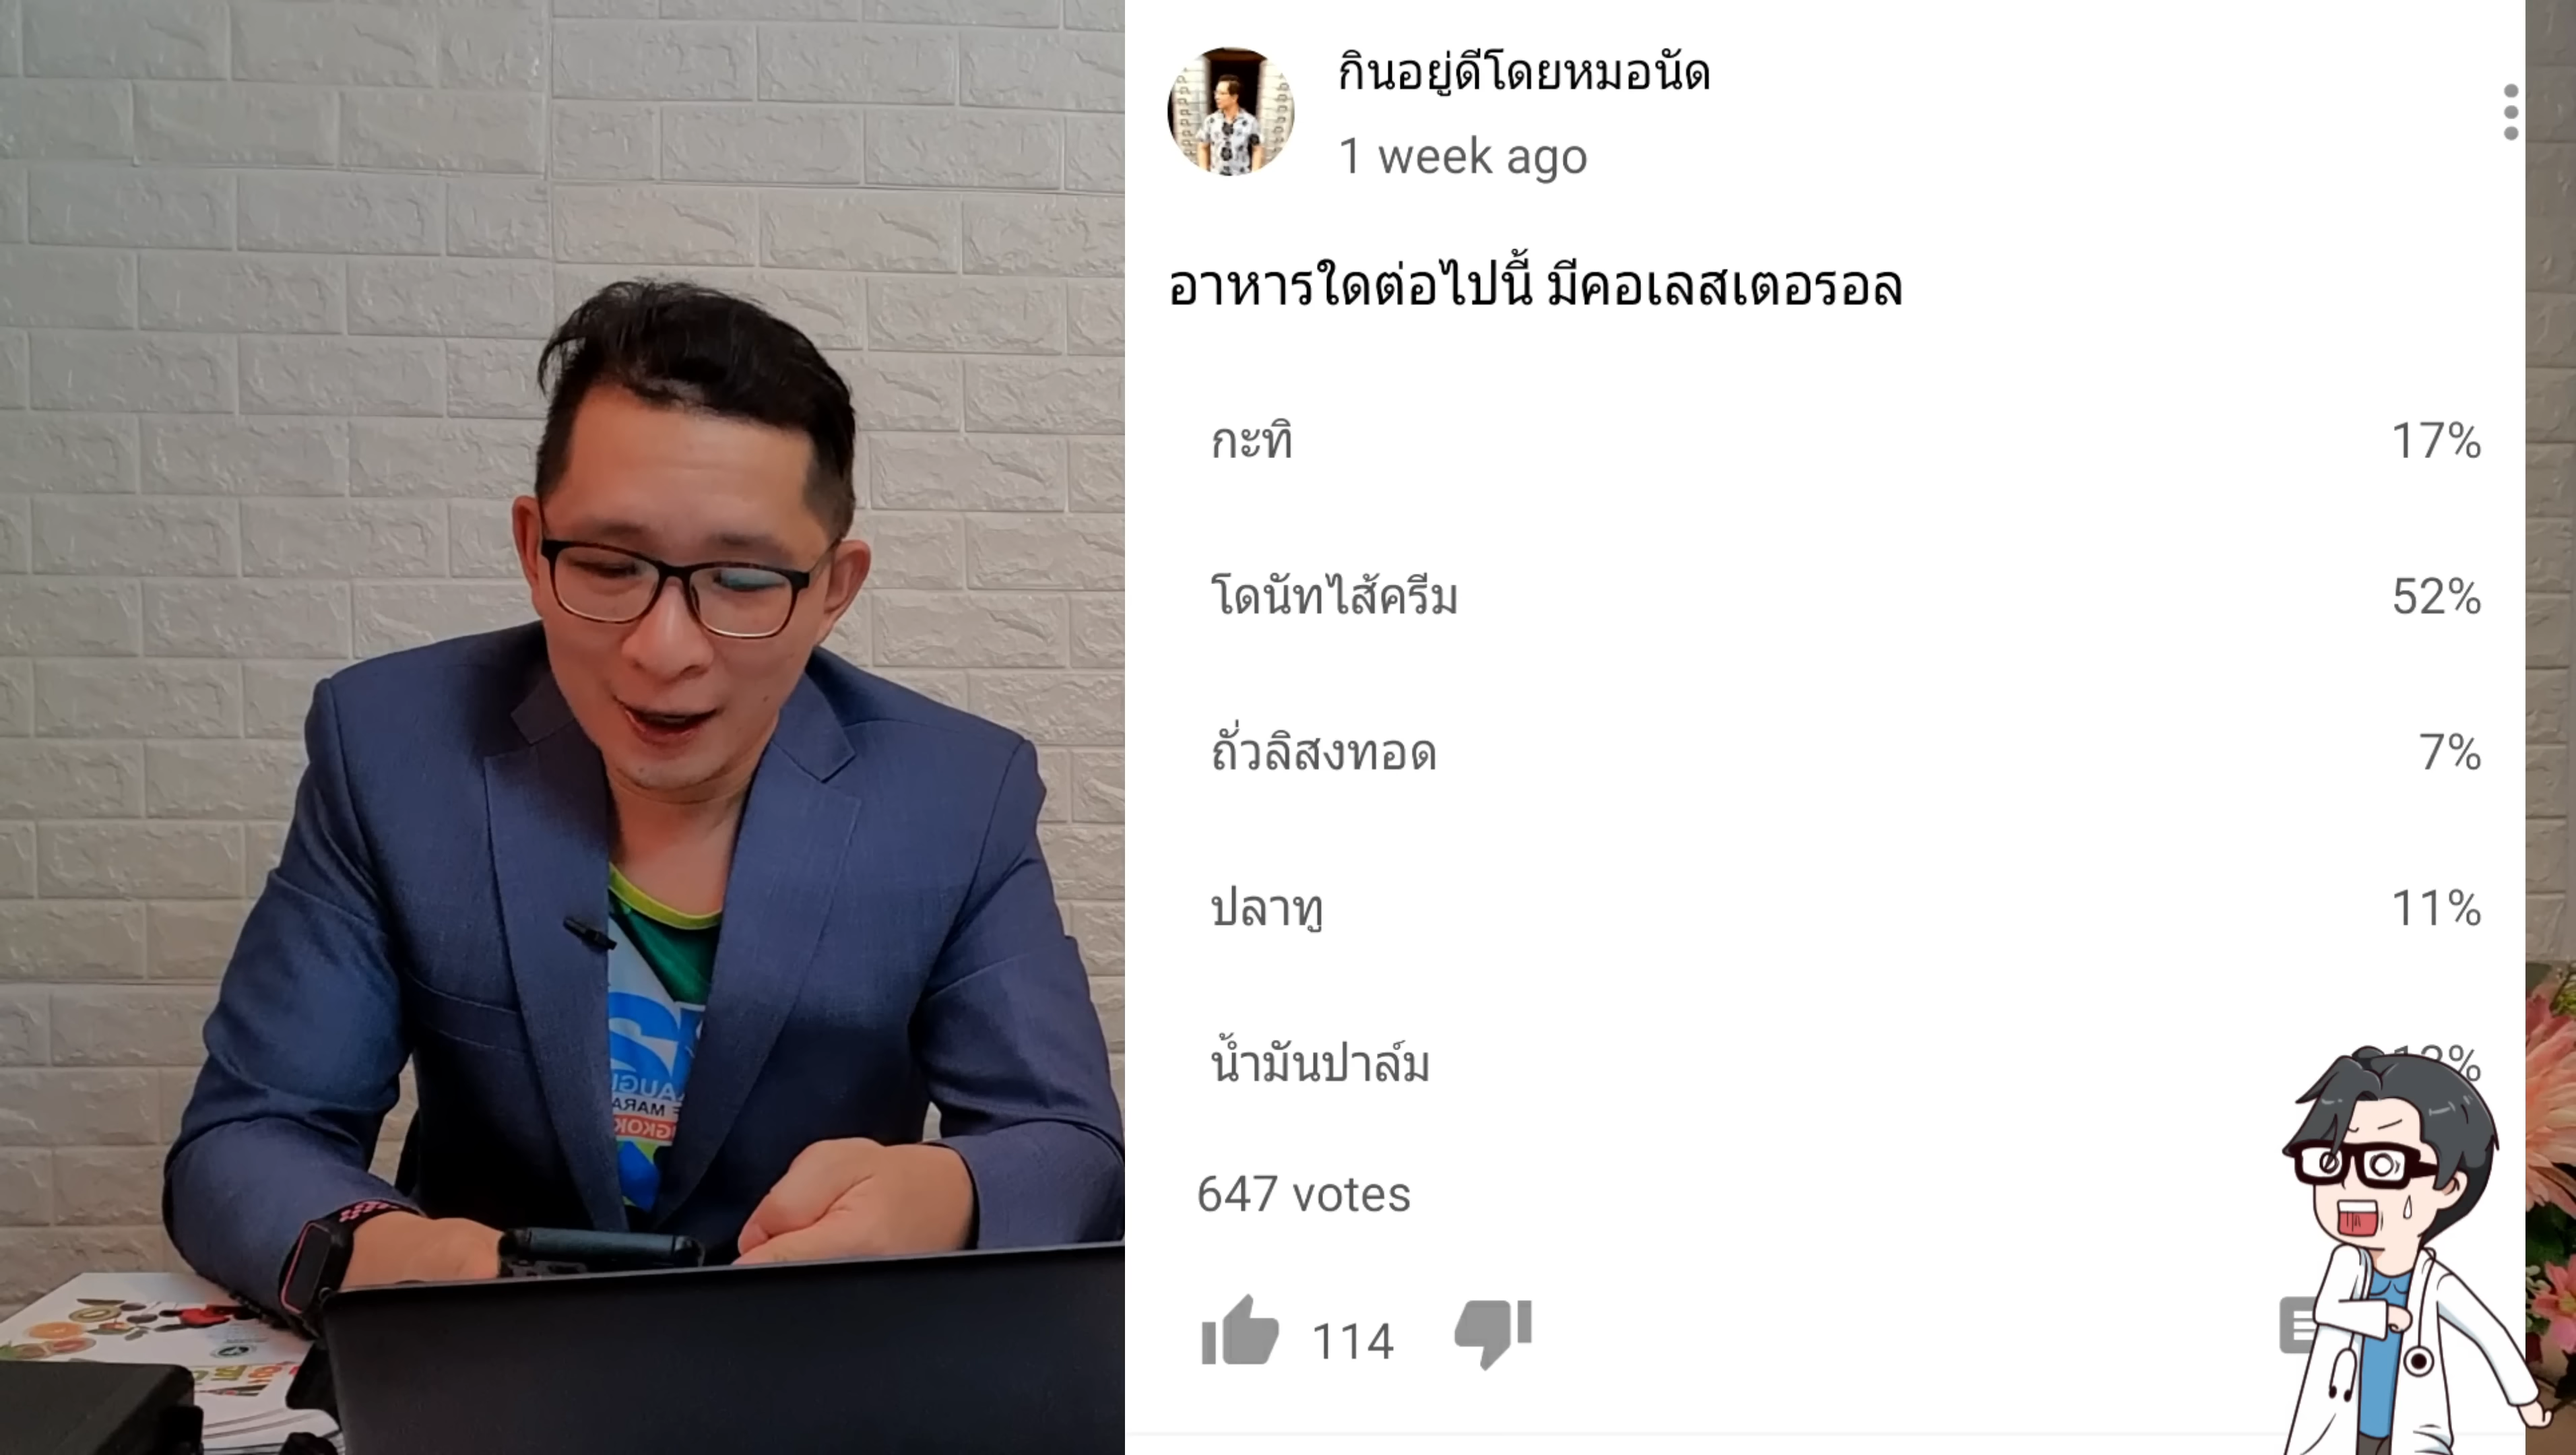 กินอยู่ดีโดยหมอนัด
1 week ago
อาหารใดต่อไปนี้ มีคอเลสเตอรอล
กะทิ 17%
โดนัทไส้ครีม 52%
ถั่วลิสงทอด 7%
ปลาทู 11%
น้ำมันปาล์ม
647 votes
114